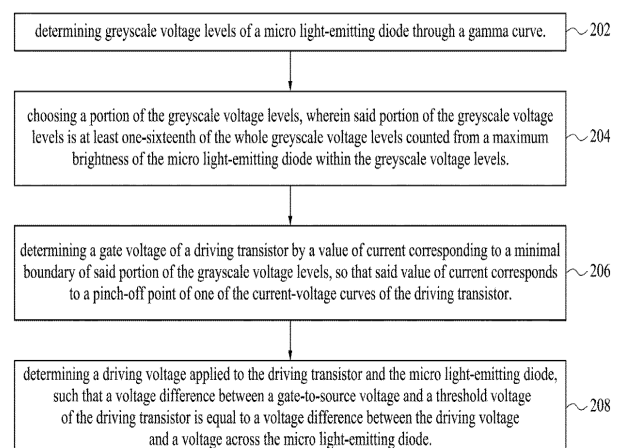 determining greyscale voltage levels of a micro light-emitting diode through a gamma curve.
202
choosing a portion of the greyscale voltage levels, wherein said portion of the greyscale voltage
levels is at least one-sixteenth of the whole greyscale voltage levels counted from a maximum
brightness of the micro light-emitting diode within the greyscale voltage levels.
204
determining a gate voltage of a driving transistor by a value of current corresponding to a minimal
boundary of said portion of the grayscale voltage levels, so that said value of current corresponds
to a pinch-off point of one of the current-voltage curves of the driving transistor.
206
determining a driving voltage applied to the driving transistor and the micro light-emitting diode,
such that a voltage difference between a gate-to-source voltage and a threshold voltage
of the driving transistor is equal to a voltage difference between the driving voltage
and a voltage across the micro light-emitting diode.
208